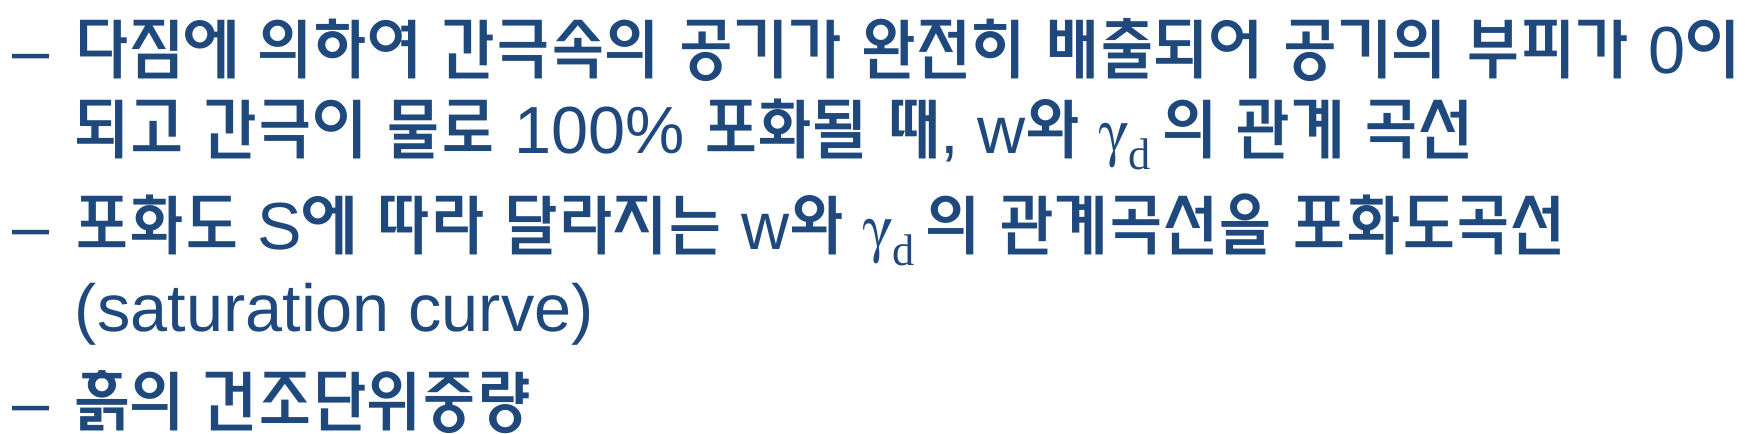 – 다짐에 의하여 간극속의 공기가 완전히 배출되어 공기의 부피가 0이
되고 간극이 물로 100% 포화될 때, w와 γd의 관계 곡선
– 포화도 S에 따라 달라지는 w와 γd의 관계곡선을 포화도곡선
(saturation curve)
– 흙의 건조단위중량